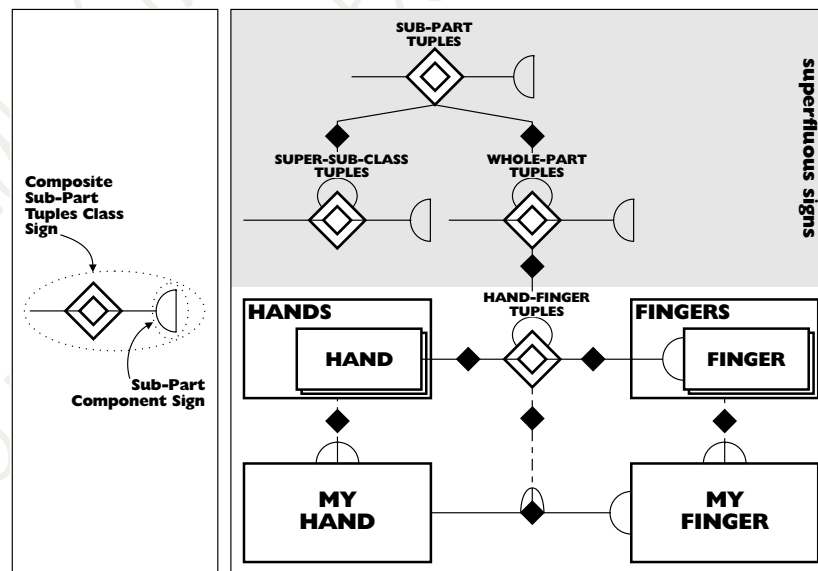 Composite
Sub-Part
Tuples Class
Sign
Sub-Part
Component Sign
SUB-PART
TUPLES
superfluous signs
SUPER-SUB-CLASS
TUPLES
WHOLE-PART
TUPLES
HAND-FINGER
TUPLES
HANDS
HAND
FINGERS
FINGER
MY
HAND
MY
FINGER